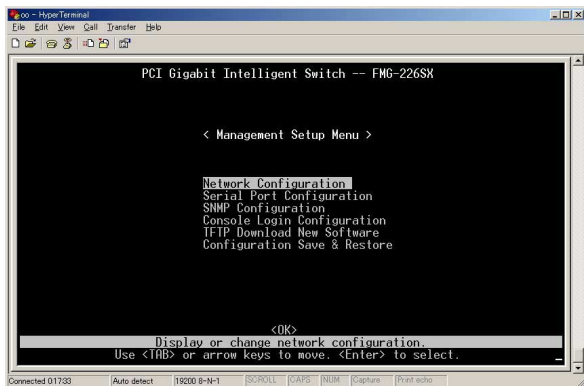 oo - HyperTerminal
File Edit View Call Transfer Help
PCI Gigabit Intelligent Switch -- FMG-226SX
< Management Setup Menu >
Network Configuration
Serial Port Configuration
SNMP Configuration
Console Login Configuration
TFTP Download New Software
Configuration Save & Restore
<OK>
Display or change network configuration.
Use <TAB> or arrow keys to move. <Enter> to select.
Connected 0:17:33 Auto detect 19200 8-N-1 SCROLL CAPS NUM Capture Print echo